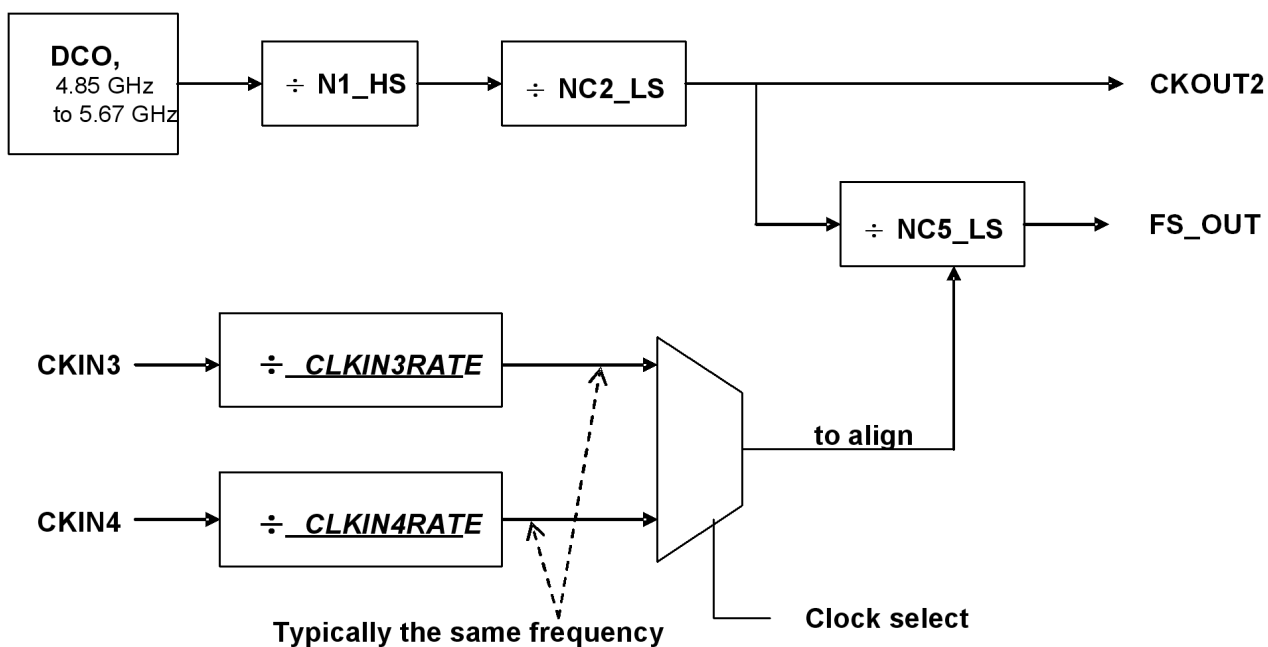 DCO,
4.85 GHz
to 5.67 GHz
÷ N1_HS
÷ NC2_LS
CKOUT2
÷ NC5_LS
FS_OUT
CKIN3
÷ CLKIN3RATE
to align
CKIN4
÷ CLKIN4RATE
Typically the same frequency
Clock select